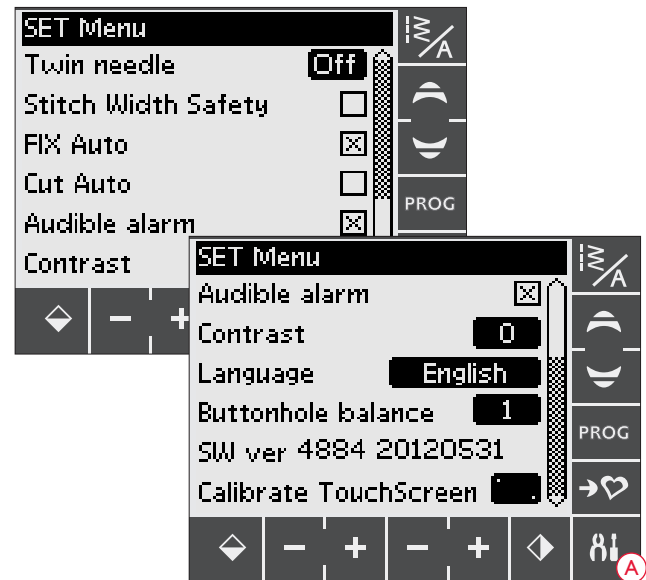 SET Menu
Twin needle Off
Stitch Width Safety
FIX Auto
Cut Auto
Audible alarm
Contrast
A
PROG
− +
SET Menu
Audible alarm
Contrast 0
Language English
Buttonhole balance 1
SW ver 4884 20120531
Calibrate TouchScreen
A
PROG
− + − +
A